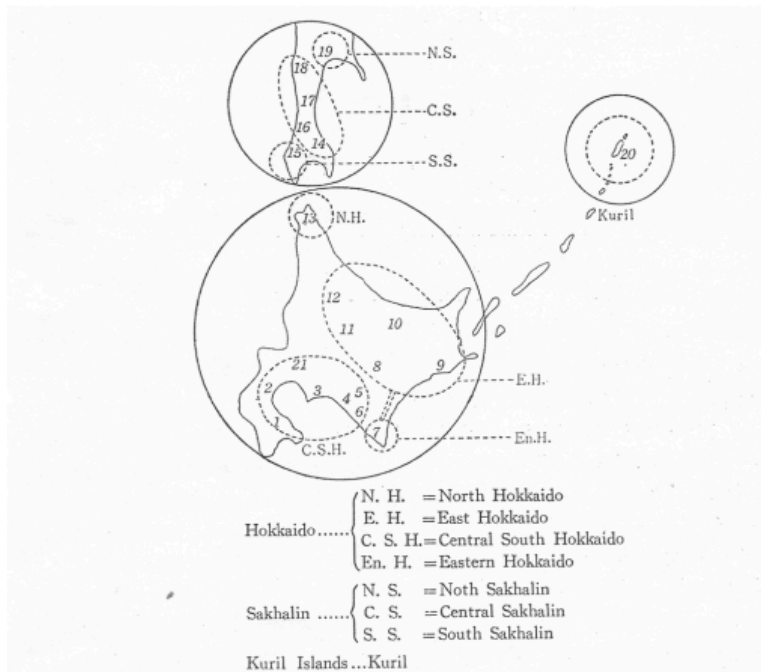 19
N.S.
18
17
C.S.
16
14
15
S.S.
20
Kuril
13
N.H.
12
11
10
21
8
9
2
3
5
4
E.H.
6
1
7
C.S.H.
En.H.
Hokkaido ......
N. H. =North Hokkaido
E. H. =East Hokkaido
C. S. H.=Central South Hokkaido
En. H. =Eastern Hokkaido
Sakhalin ......
N. S. =Noth Sakhalin
C. S. =Central Sakhalin
S. S. =South Sakhalin
Kuril Islands...Kuril